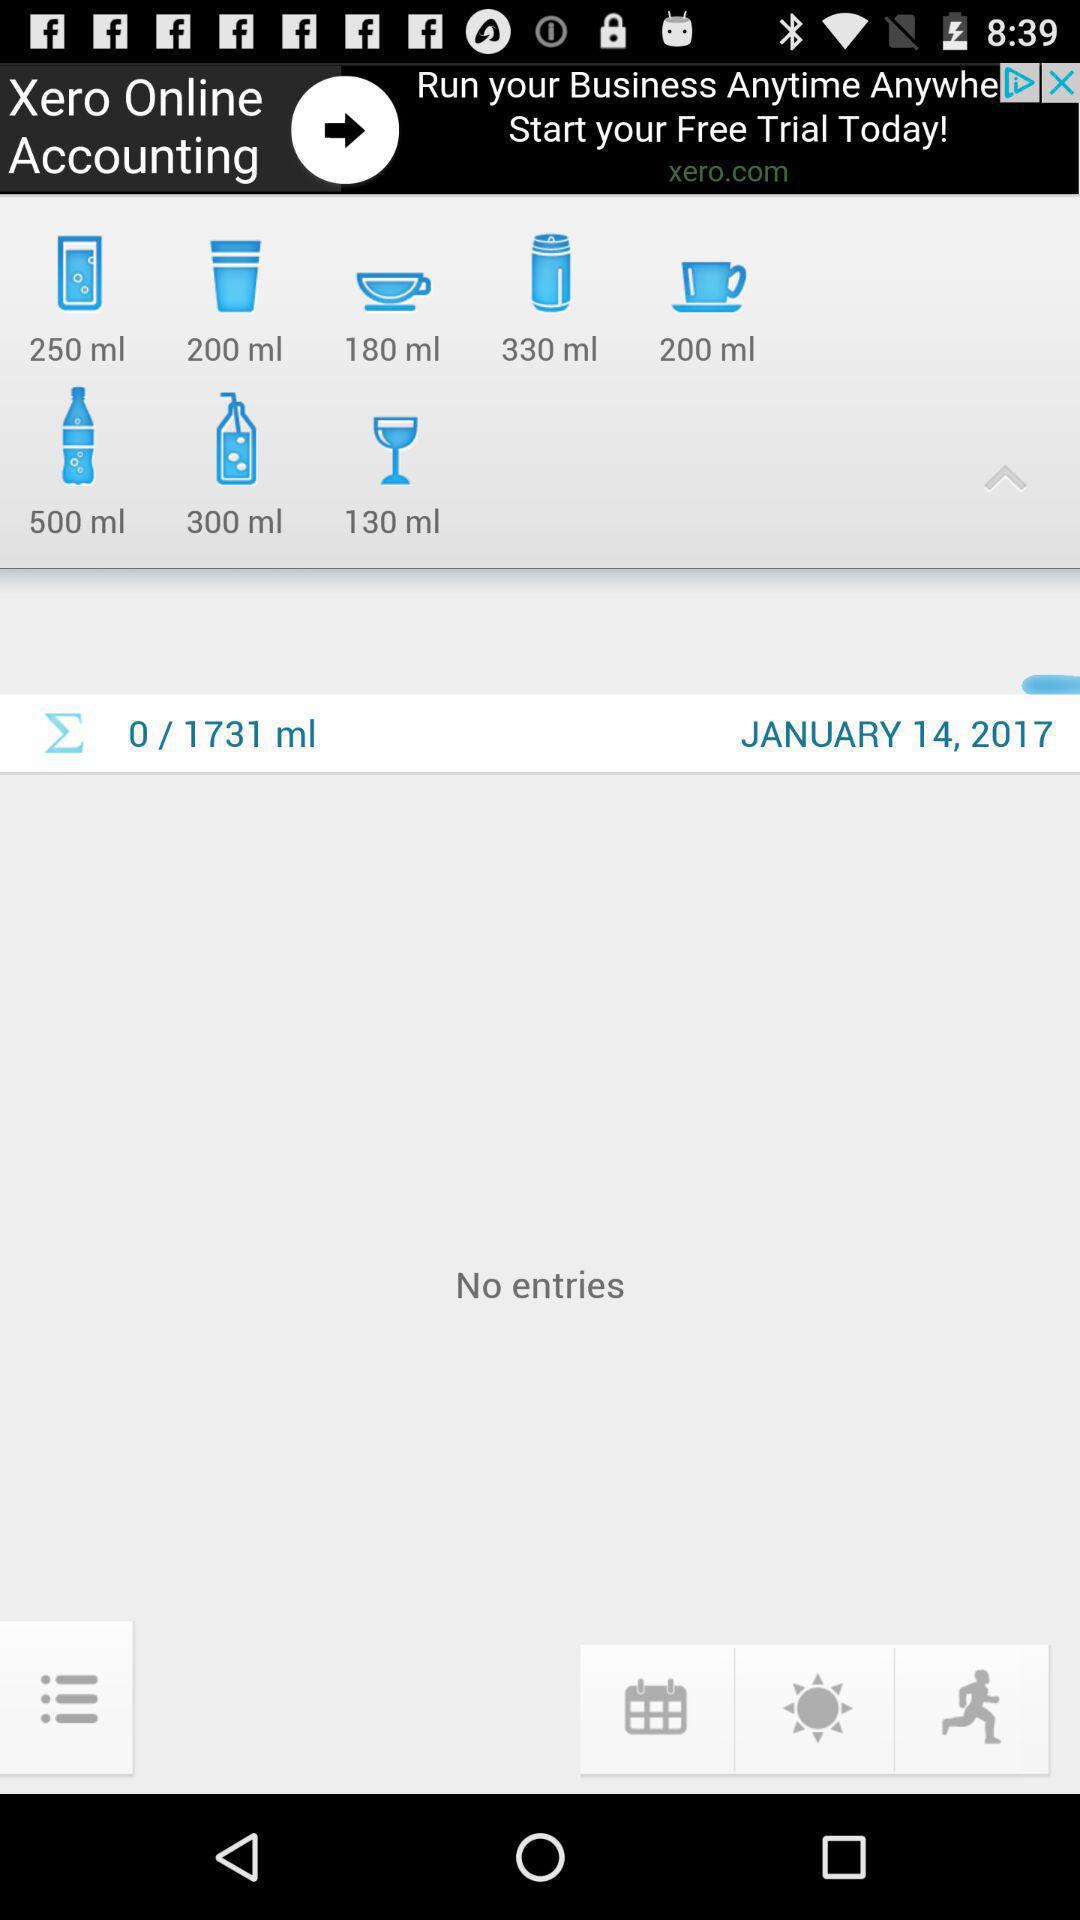 8:39
Xero Online
Accounting
Run your Business Anytime Anywhe
Start your Free Trial Today!
xero.com
250 ml
200 ml
180 ml
330 ml
200 ml
500 ml
300 ml
130 ml
0 / 1731 ml
JANUARY 14, 2017
No entries